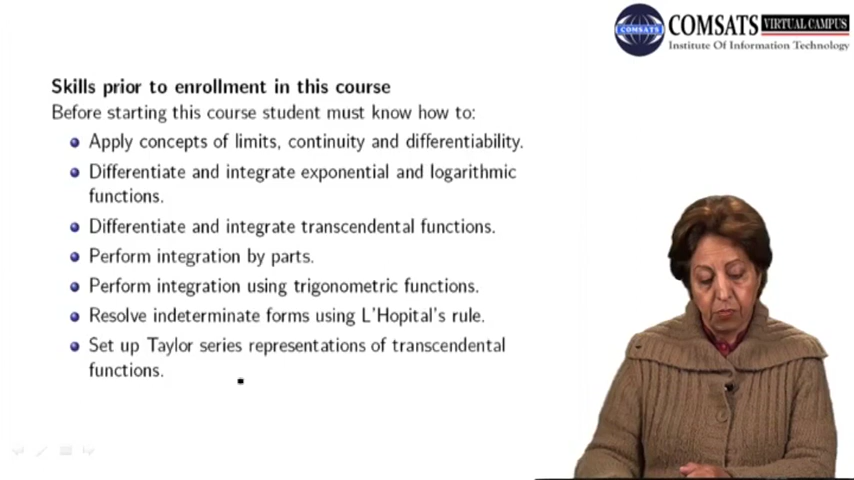 COMSATS VIRTUAL CAMPUS
COMSATS
Institute Of Information Technology
Skills prior to enrollment in this course
Before starting this course student must know how to:
Apply concepts of limits, continuity and differentiability.
Differentiate and integrate exponential and logarithmic
functions.
Differentiate and integrate transcendental functions.
Perform integration by parts.
Perform integration using trigonometric functions.
Resolve indeterminate forms using L'Hopital's rule.
Set up Taylor series representations of transcendental
functions.